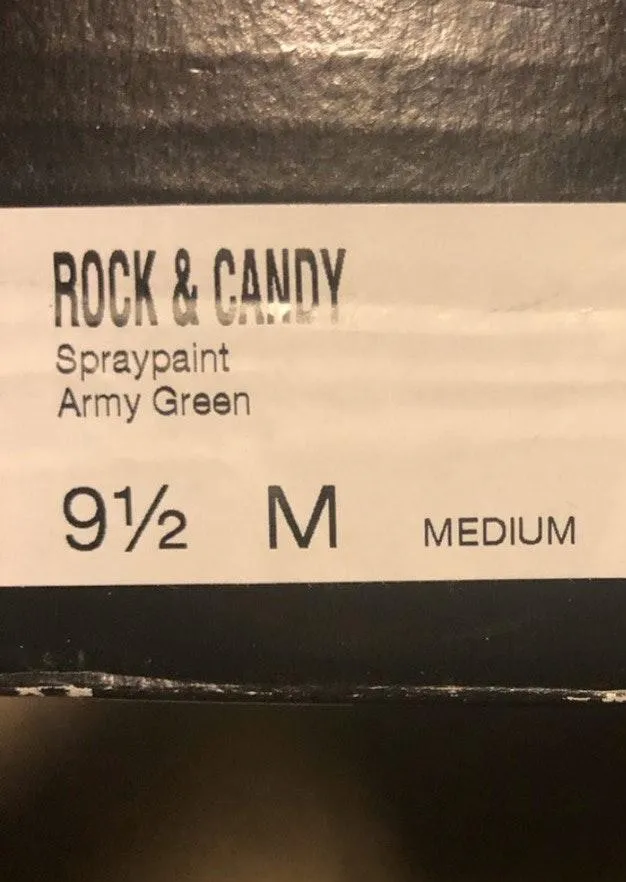 ROCK & CANDY
Spraypaint
Army Green
9½ M MEDIUM